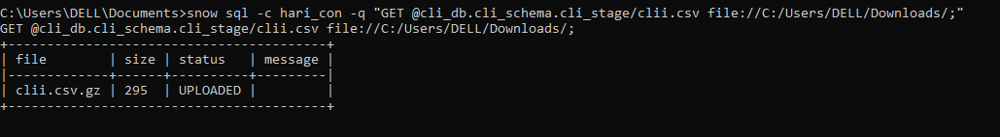 C:\Users\DELL\Documents>snow sql -c hari_con -q "GET @cli_db.cli_schema.cli_stage/clii.csv file://C:/Users/DELL/Downloads/;"
GET @cli_db.cli_schema.cli_stage/clii.csv file://C:/Users/DELL/Downloads/;
+-----------------------------------------+
| file        | size | status   | message |
|-------------+------+----------+---------|
| clii.csv.gz | 295  | UPLOADED |         |
+-----------------------------------------+